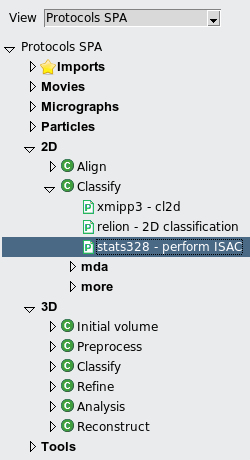 View Protocols SPA
Protocols SPA
Imports
Movies
Micrographs
Particles
2D
Align
Classify
xmipp3 - cl2d
relion - 2D classification
stats328 - perform ISAC
mda
more
3D
Initial volume
Preprocess
Classify
Refine
Analysis
Reconstruct
Tools